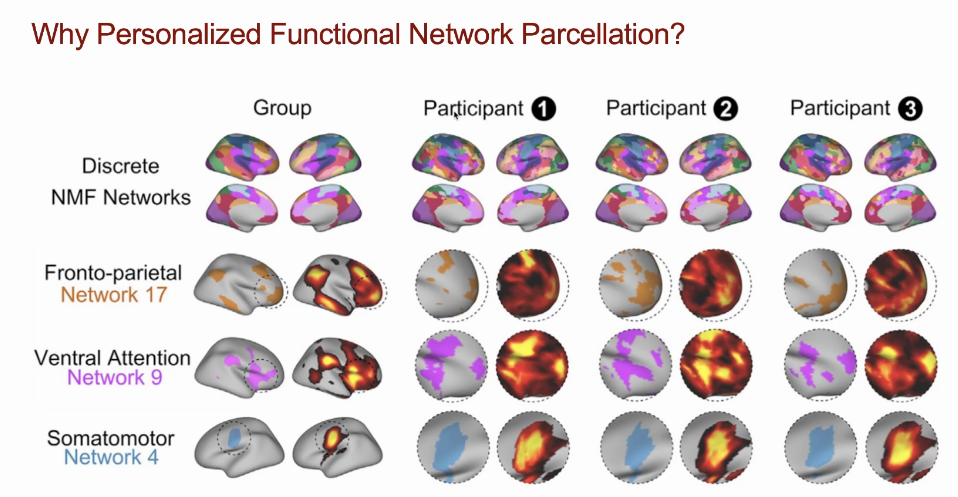 Why Personalized Functional Network Parcellation?
Group
Participant 1
Participant 2
Participant 3
Discrete
NMF Networks
Fronto-parietal
Network 17
Ventral Attention
Network 9
Somatomotor
Network 4